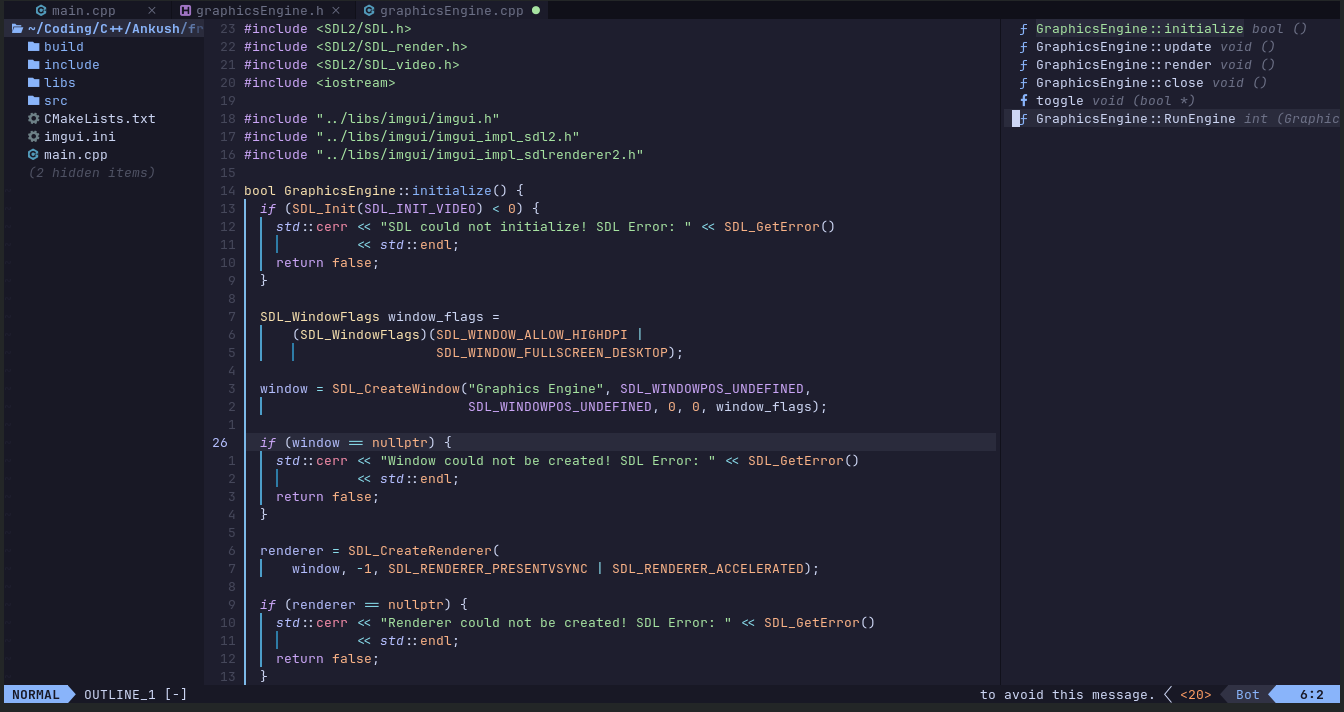 main.cpp ×  graphicsEngine.h ×  graphicsEngine.cpp ●
~/Coding/C++/Ankush/fr
build
include
libs
src
CMakeLists.txt
imgui.ini
main.cpp
(2 hidden items)
23 #include <SDL2/SDL.h>
22 #include <SDL2/SDL_render.h>
21 #include <SDL2/SDL_video.h>
20 #include <iostream>
19
18 #include "../libs/imgui/imgui.h"
17 #include "../libs/imgui/imgui_impl_sdl2.h"
16 #include "../libs/imgui/imgui_impl_sdlrenderer2.h"
15
14 bool GraphicsEngine::initialize() {
13   if (SDL_Init(SDL_INIT_VIDEO) < 0) {
12     std::cerr << "SDL could not initialize! SDL Error: " << SDL_GetError()
11               << std::endl;
10     return false;
9   }
8
7   SDL_WindowFlags window_flags =
6       (SDL_WindowFlags)(SDL_WINDOW_ALLOW_HIGHDPI |
5                         SDL_WINDOW_FULLSCREEN_DESKTOP);
4
3   window = SDL_CreateWindow("Graphics Engine", SDL_WINDOWPOS_UNDEFINED,
2                             SDL_WINDOWPOS_UNDEFINED, 0, 0, window_flags);
1
26   if (window == nullptr) {
1     std::cerr << "Window could not be created! SDL Error: " << SDL_GetError()
2               << std::endl;
3     return false;
4   }
5
6   renderer = SDL_CreateRenderer(
7       window, -1, SDL_RENDERER_PRESENTVSYNC | SDL_RENDERER_ACCELERATED);
8
9   if (renderer == nullptr) {
10     std::cerr << "Renderer could not be created! SDL Error: " << SDL_GetError()
11               << std::endl;
12     return false;
13   }
ƒ GraphicsEngine::initialize bool ()
ƒ GraphicsEngine::update void ()
ƒ GraphicsEngine::render void ()
ƒ GraphicsEngine::close void ()
f toggle void (bool *)
ƒ GraphicsEngine::RunEngine int (Graphic
NORMAL OUTLINE_1 [-] to avoid this message. <20> Bot 6:2